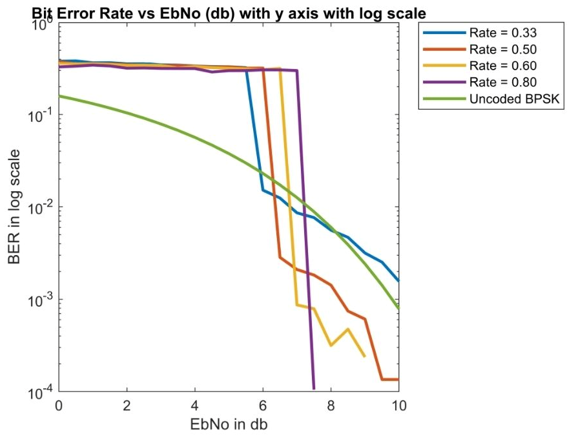 Bit Error Rate vs EbNo (db) with y axis with log scale
Rate = 0.33
Rate = 0.50
Rate = 0.60
Rate = 0.80
Uncoded BPSK
10^0
10^-1
10^-2
10^-3
10^-4
BER in log scale
0 2 4 6 8 10
EbNo in db